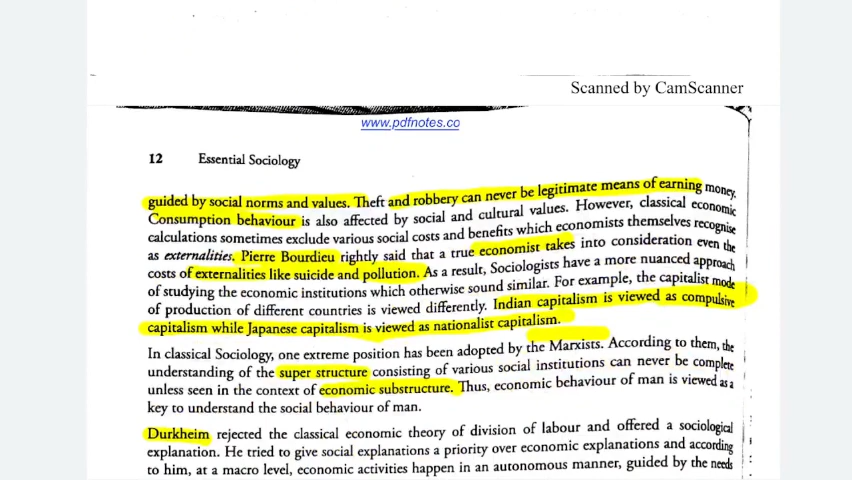 Scanned by CamScanner
www.pdfnotes.co
12 Essential Sociology
guided by social norms and values. Theft and robbery can never be legitimate means of earning money.
Consumption behaviour is also affected by social and cultural values. However, classical economic
calculations sometimes exclude various social costs and benefits which economists themselves recognise
as externalities. Pierre Bourdieu rightly said that a true economist takes into consideration even the
costs of externalities like suicide and pollution. As a result, Sociologists have a more nuanced approach
of studying the economic institutions which otherwise sound similar. For example, the capitalist mode
of production of different countries is viewed differently. Indian capitalism is viewed as compulsive
capitalism while Japanese capitalism is viewed as nationalist capitalism.
In classical Sociology, one extreme position has been adopted by the Marxists. According to them, the
understanding of the super structure consisting of various social institutions can never be complete
unless seen in the context of economic substructure. Thus, economic behaviour of man is viewed as a
key to understand the social behaviour of man.
Durkheim rejected the classical economic theory of division of labour and offered a sociological
explanation. He tried to give social explanations a priority over economic explanations and according
to him, at a macro level, economic activities happen in an autonomous manner, guided by the needs